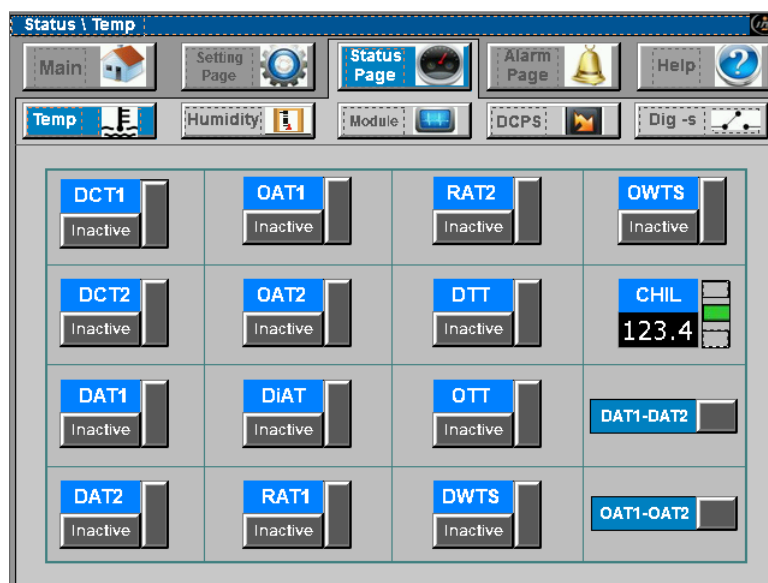 Status \ Temp
Main
Setting
Page
Status
Page
Alarm
Page
Help
Temp
Humidity
Module
DCPS
Dig -s
DCT1
Inactive
OAT1
Inactive
RAT2
Inactive
OWTS
Inactive
DCT2
Inactive
OAT2
Inactive
DTT
Inactive
CHIL
123.4
DAT1
Inactive
DiAT
Inactive
OTT
Inactive
DAT1-DAT2
DAT2
Inactive
RAT1
Inactive
DWTS
Inactive
OAT1-OAT2